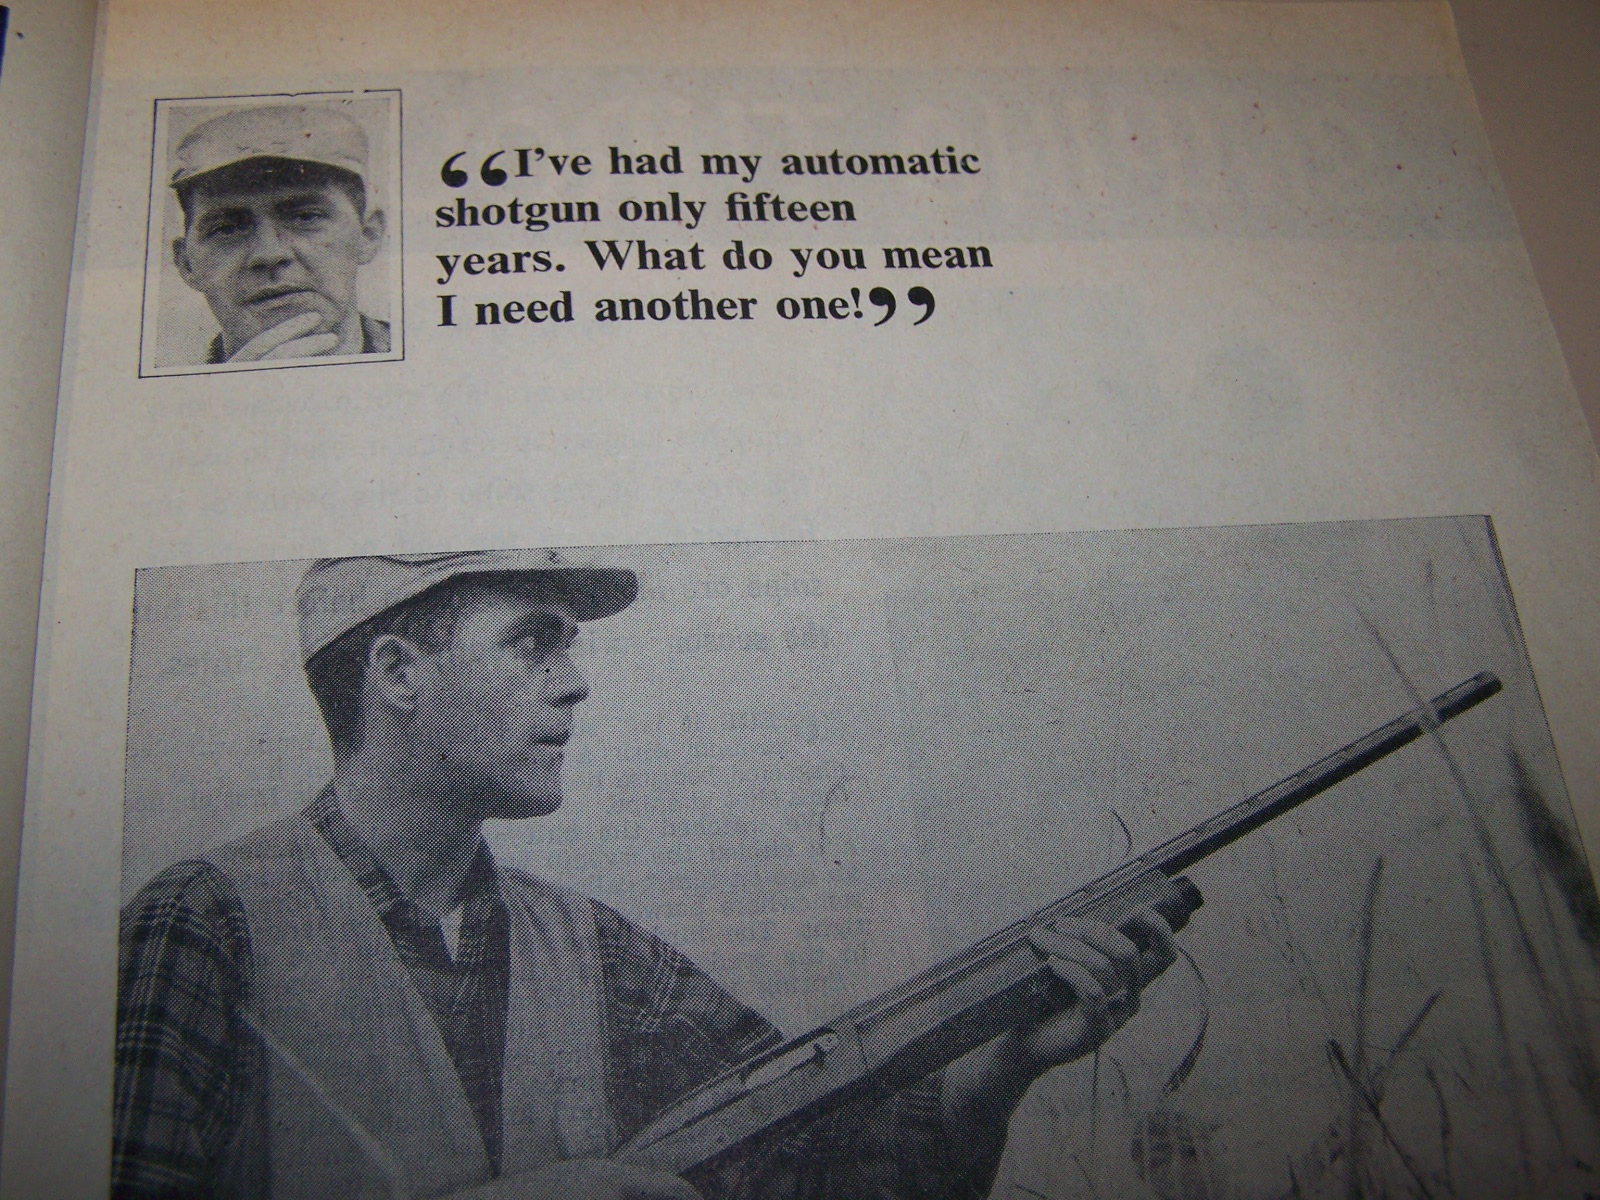 “I’ve had my automatic
shotgun only fifteen
years. What do you mean
I need another one!”